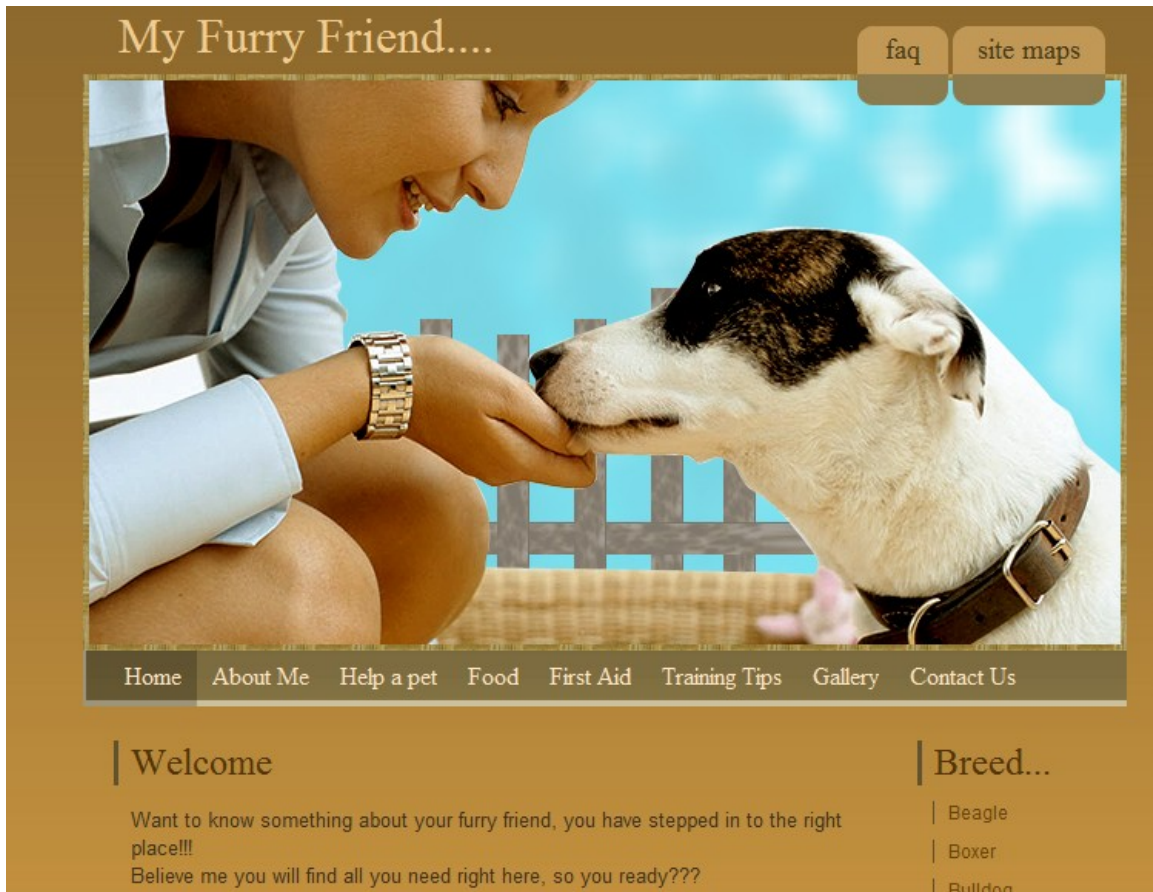 My Furry Friend....
faq
site maps
Home About Me Help a pet Food First Aid Training Tips Gallery Contact Us
Welcome
Want to know something about your furry friend, you have stepped in to the right
place!!!
Believe me you will find all you need right here, so you ready???
Breed...
Beagle
Boxer
Bulldog